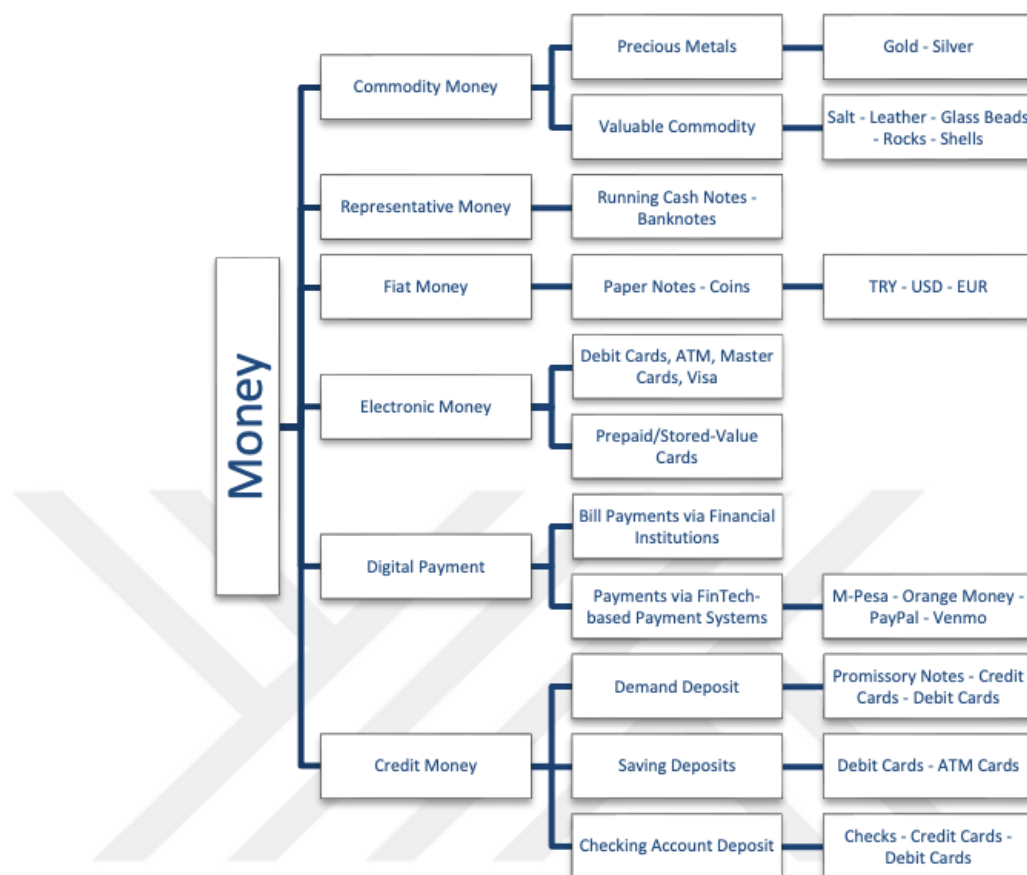 Money
Commodity Money
Precious Metals
Gold - Silver
Valuable Commodity
Salt - Leather - Glass Beads
- Rocks - Shells
Representative Money
Running Cash Notes -
Banknotes
Fiat Money
Paper Notes - Coins
TRY - USD - EUR
Electronic Money
Debit Cards, ATM, Master
Cards, Visa
Prepaid/Stored-Value
Cards
Digital Payment
Bill Payments via Financial
Institutions
Payments via FinTech-
based Payment Systems
M-Pesa - Orange Money -
PayPal - Venmo
Credit Money
Demand Deposit
Promissory Notes - Credit
Cards - Debit Cards
Saving Deposits
Debit Cards - ATM Cards
Checking Account Deposit
Checks - Credit Cards -
Debit Cards